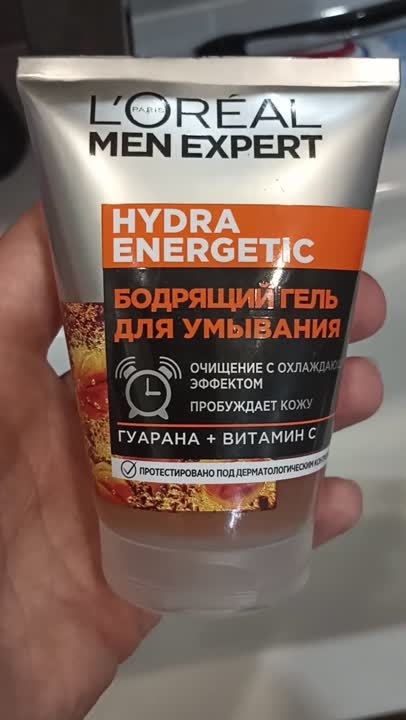 L'ORÉAL
PARIS
MEN EXPERT
HYDRA
ENERGETIC
БОДРЯЩИЙ ГЕЛЬ
ДЛЯ УМЫВАНИЯ
ОЧИЩЕНИЕ С
ЭФФЕКТОМ
ПРОБУЖДАЕТ КОЖУ
ГУАРАНА + ВИТАМИН С
ПРОТЕСТИРОВАНО ПОД ДЕРМАТОЛОГИЧЕСКИМ